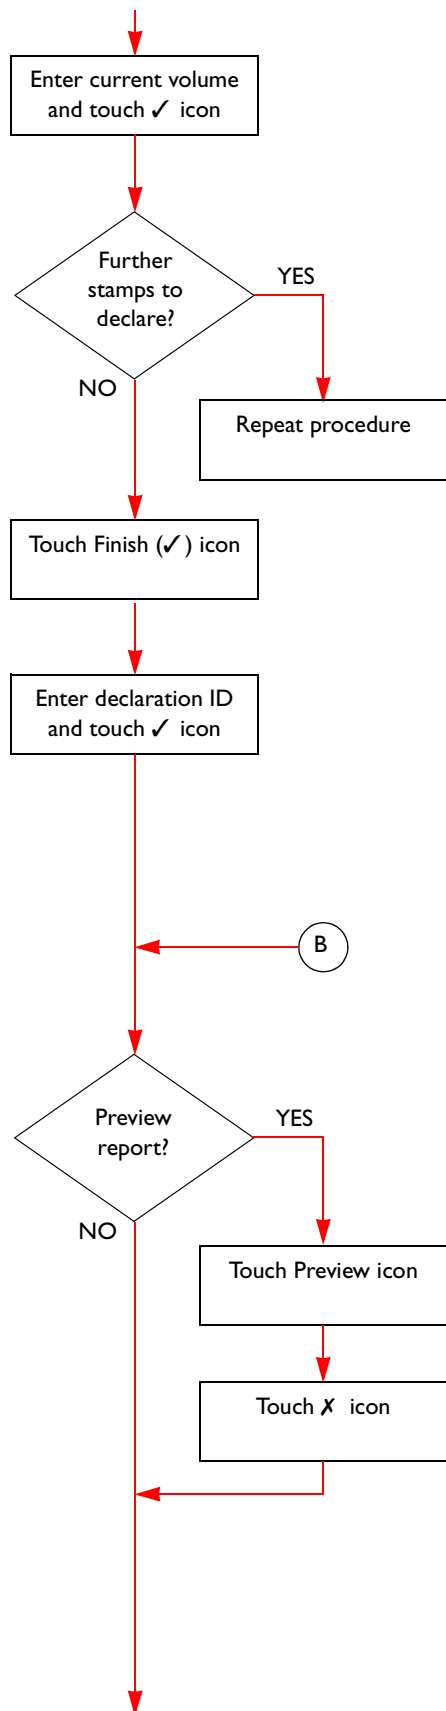 Enter current volume
and touch ✓ icon
Further
stamps to
declare?
YES
NO
Repeat procedure
Touch Finish (✓) icon
Enter declaration ID
and touch ✓ icon
B
Preview
report?
YES
NO
Touch Preview icon
Touch ✗ icon